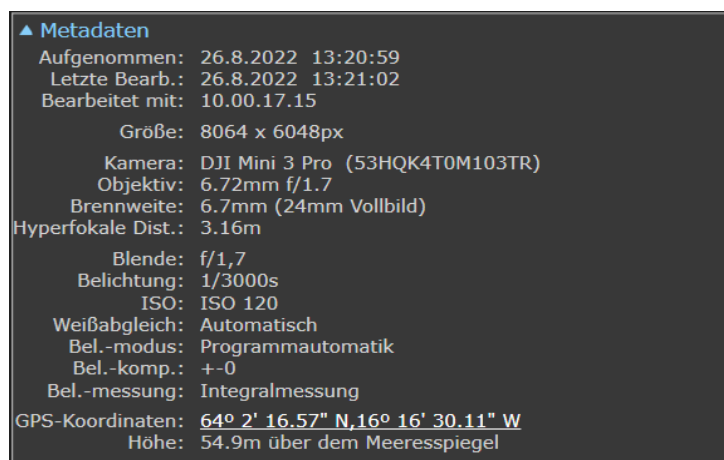 Metadaten
Aufgenommen: 26.8.2022 13:20:59
Letzte Bearb.: 26.8.2022 13:21:02
Bearbeitet mit: 10.00.17.15
Größe: 8064 x 6048px
Kamera: DJI Mini 3 Pro (53HQK4T0M103TR)
Objektiv: 6.72mm f/1.7
Brennweite: 6.7mm (24mm Vollbild)
Hyperfokale Dist.: 3.16m
Blende: f/1,7
Belichtung: 1/3000s
ISO: ISO 120
Weißabgleich: Automatisch
Bel.-modus: Programmautomatik
Bel.-komp.: +-0
Bel.-messung: Integralmessung
GPS-Koordinaten: 64º 2' 16.57" N,16º 16' 30.11" W
Höhe: 54.9m über dem Meeresspiegel